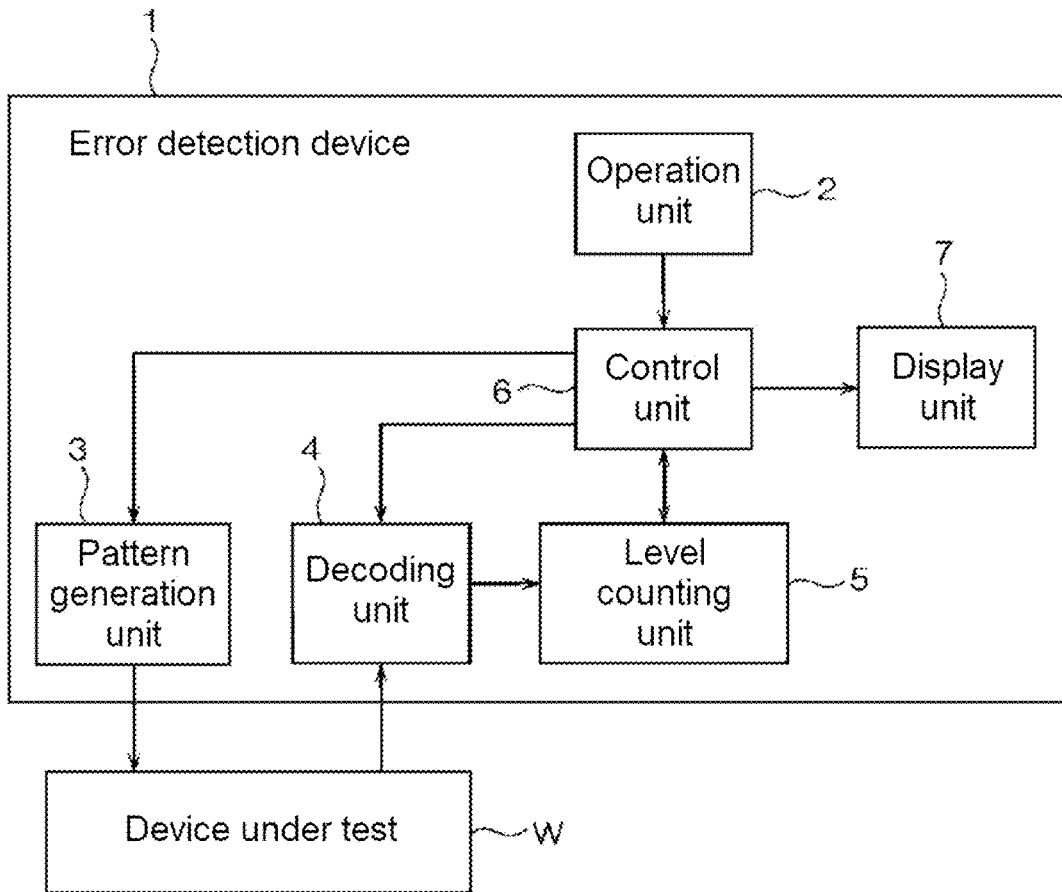 1
Error detection device
Operation
unit
2
7
6
Control
unit
Display
unit
3
4
Pattern
generation
unit
Decoding
unit
Level
counting
unit
5
Device under test
W